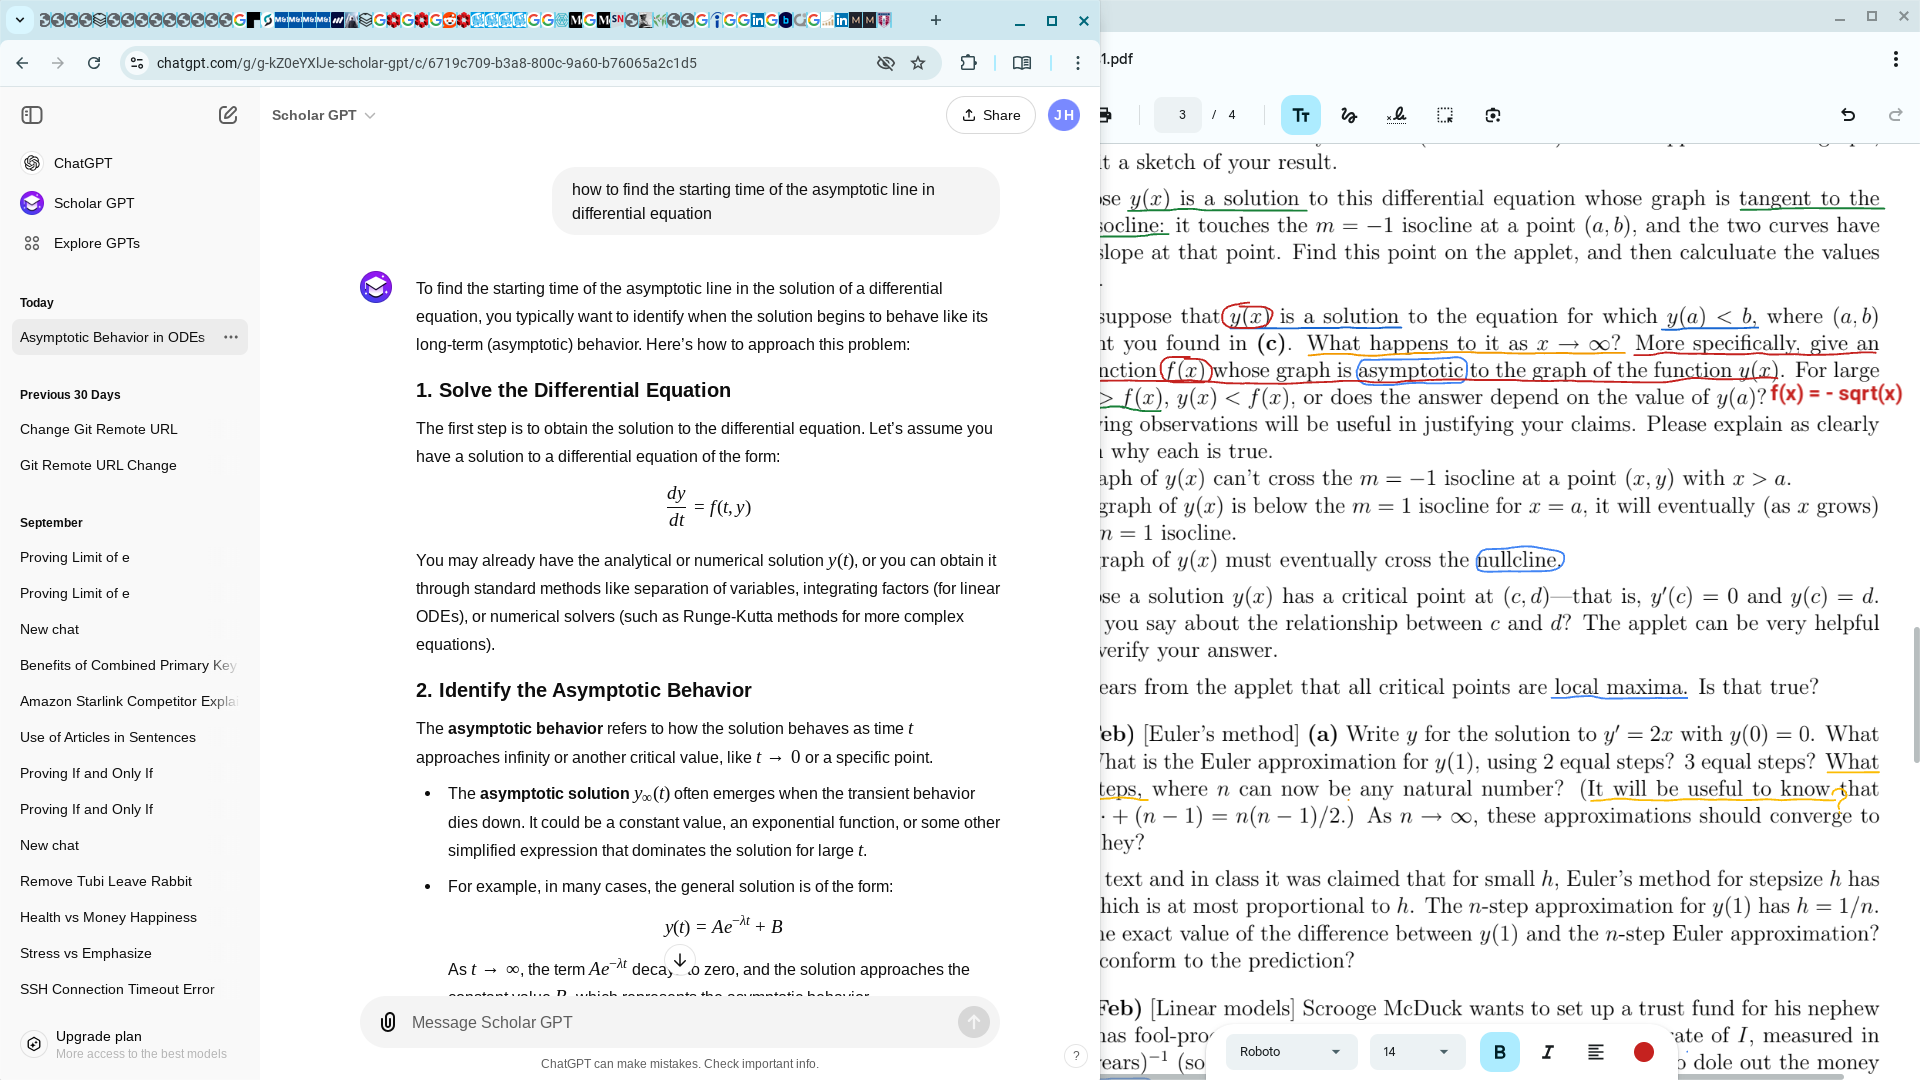 chatgpt.com/g/g-kZ0eYXlJe-scholar-gpt/c/6719c709-b3a8-800c-9a60-b76065a2c1d5
ChatGPT
Scholar GPT
Explore GPTs
Today
Asymptotic Behavior in ODEs
Previous 30 Days
Change Git Remote URL
Git Remote URL Change
September
Proving Limit of e
Proving Limit of e
New chat
Benefits of Combined Primary Key
Amazon Starlink Competitor Explai
Use of Articles in Sentences
Proving If and Only If
Proving If and Only If
New chat
Remove Tubi Leave Rabbit
Health vs Money Happiness
Stress vs Emphasize
SSH Connection Timeout Error
Upgrade plan
More access to the best models
Scholar GPT
Share
JH
how to find the starting time of the asymptotic line in
differential equation
To find the starting time of the asymptotic line in the solution of a differential
equation, you typically want to identify when the solution begins to behave like its
long-term (asymptotic) behavior. Here's how to approach this problem:
1. Solve the Differential Equation
The first step is to obtain the solution to the differential equation. Let's assume you
have a solution to a differential equation of the form:
dy/dt = f(t, y)
You may already have the analytical or numerical solution y(t), or you can obtain it
through standard methods like separation of variables, integrating factors (for linear
ODEs), or numerical solvers (such as Runge-Kutta methods for more complex
equations).
2. Identify the Asymptotic Behavior
The asymptotic behavior refers to how the solution behaves as time t
approaches infinity or another critical value, like t → 0 or a specific point.
• The asymptotic solution y∞(t) often emerges when the transient behavior
dies down. It could be a constant value, an exponential function, or some other
simplified expression that dominates the solution for large t.
• For example, in many cases, the general solution is of the form:
y(t) = Ae^−λt + B
As t → ∞, the term Ae^−λt decays to zero, and the solution approaches the
constant value B, which represents the asymptotic behavior.
Message Scholar GPT
ChatGPT can make mistakes. Check important info.
?
1.pdf
3 / 4
t a sketch of your result.
ose y(x) is a solution to this differential equation whose graph is tangent to the
socline: it touches the m = −1 isocline at a point (a, b), and the two curves have
slope at that point. Find this point on the applet, and then calculate the values
.
suppose that y(x) is a solution to the equation for which y(a) < b, where (a, b)
nt you found in (c). What happens to it as x → ∞? More specifically, give an
nction f(x) whose graph is asymptotic to the graph of the function y(x). For large
> f(x), y(x) < f(x), or does the answer depend on the value of y(a)?
f(x) = - sqrt(x)
ving observations will be useful in justifying your claims. Please explain as clearly
why each is true.
aph of y(x) can't cross the m = −1 isocline at a point (x, y) with x > a.
graph of y(x) is below the m = 1 isocline for x = a, it will eventually (as x grows)
m = 1 isocline.
raph of y(x) must eventually cross the nullcline.
ose a solution y(x) has a critical point at (c, d)—that is, y′(c) = 0 and y(c) = d.
you say about the relationship between c and d? The applet can be very helpful
verify your answer.
ears from the applet that all critical points are local maxima. Is that true?
Feb) [Euler's method] (a) Write y for the solution to y′ = 2x with y(0) = 0. What
What is the Euler approximation for y(1), using 2 equal steps? 3 equal steps? What
teps, where n can now be any natural number? (It will be useful to know that
· + (n − 1) = n(n − 1)/2.) As n → ∞, these approximations should converge to
?
hey?
text and in class it was claimed that for small h, Euler's method for stepsize h has
hich is at most proportional to h. The n-step approximation for y(1) has h = 1/n.
he exact value of the difference between y(1) and the n-step Euler approximation?
conform to the prediction?
Feb) [Linear models] Scrooge McDuck wants to set up a trust fund for his nephew
has fool-pro
ate of I, measured in
ears)−1 (so
o dole out the money
Roboto
14
B
I